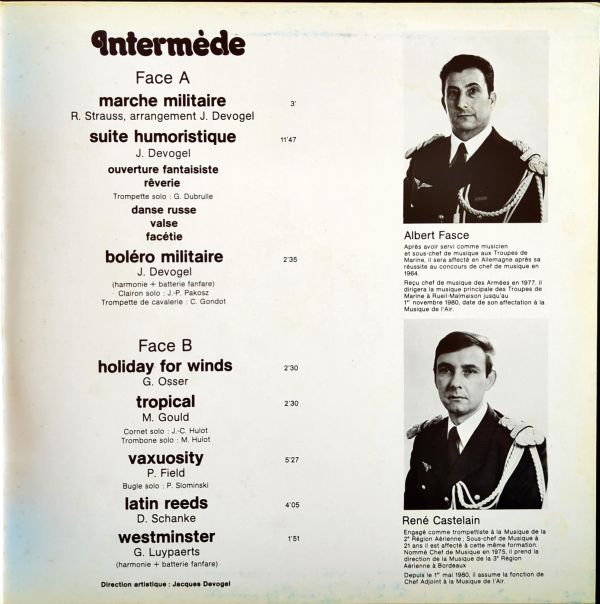 Intermède
Face A
marche militaire 3'
R. Strauss, arrangement J. Devogel
suite humoristique 11'47
J. Devogel
ouverture fantaisiste
rêverie
Trompette solo : G. Dubrulle
danse russe
valse
facétie
boléro militaire 2'35
J. Devogel
(harmonie + batterie fanfare)
Clairon solo : J.-P. Pakosz
Trompette de cavalerie : C. Gondot
Face B
holiday for winds 2'30
G. Osser
tropical 2'30
M. Gould
Cornet solo : J.-C. Hulot
Trombone solo : M. Hulot
vaxuosity 5'27
P. Field
Bugle solo : P. Slominski
latin reeds 4'05
D. Schanke
westminster 1'51
G. Luypaerts
(harmonie + batterie fanfare)
Direction artistique : Jacques Devogel
Albert Fasce
Après avoir servi comme musicien
et sous-chef de musique aux Troupes de
Marine, il sera affecté en Allemagne après sa
réussite au concours de chef de musique en
1964.
Reçu chef de musique des Armées en 1977, il
dirigera la musique principale des Troupes de
Marine à Rueil-Malmaison jusqu'au
1er novembre 1980, date de son affectation à la
Musique de l'Air.
René Castelain
Engagé comme trompettiste à la Musique de la
2e Région Aérienne ; Sous-chef de Musique à
21 ans il est affecté à cette même formation.
Nommé Chef de Musique en 1975, il prend la
direction de la Musique de la 3e Région
Aérienne à Bordeaux
Depuis le 1er mai 1980, il assume la fonction de
Chef Adjoint à la Musique de l'Air.